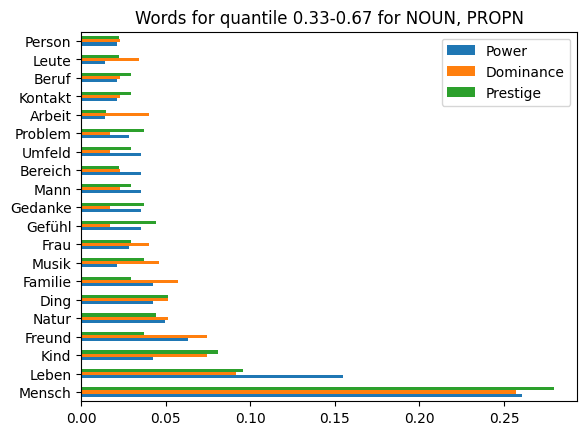 Words for quantile 0.33-0.67 for NOUN, PROPN
Power
Dominance
Prestige
Person
Leute
Beruf
Kontakt
Arbeit
Problem
Umfeld
Bereich
Mann
Gedanke
Gefühl
Frau
Musik
Familie
Ding
Natur
Freund
Kind
Leben
Mensch
0.00 0.05 0.10 0.15 0.20 0.25